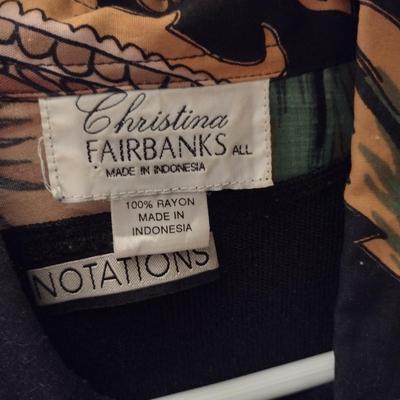 Christina
FAIRBANKS ALL
MADE IN INDONESIA
100% RAYON
MADE IN
INDONESIA
NOTATIONS